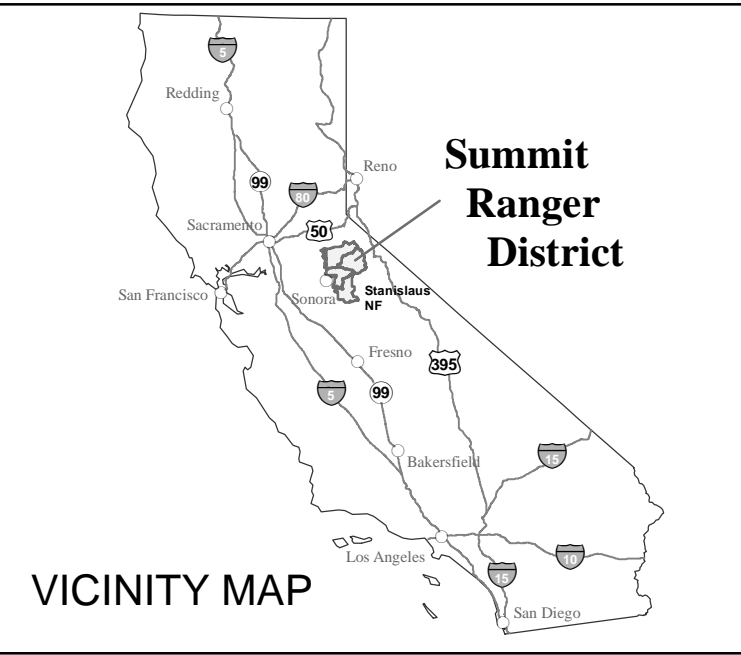 5
Redding
Reno
99
80
Summit
Ranger
District
Sacramento
50
San Francisco
Sonora
Stanislaus
NF
Fresno
395
5
99
Bakersfield
15
Los Angeles
10
15
VICINITY MAP
San Diego